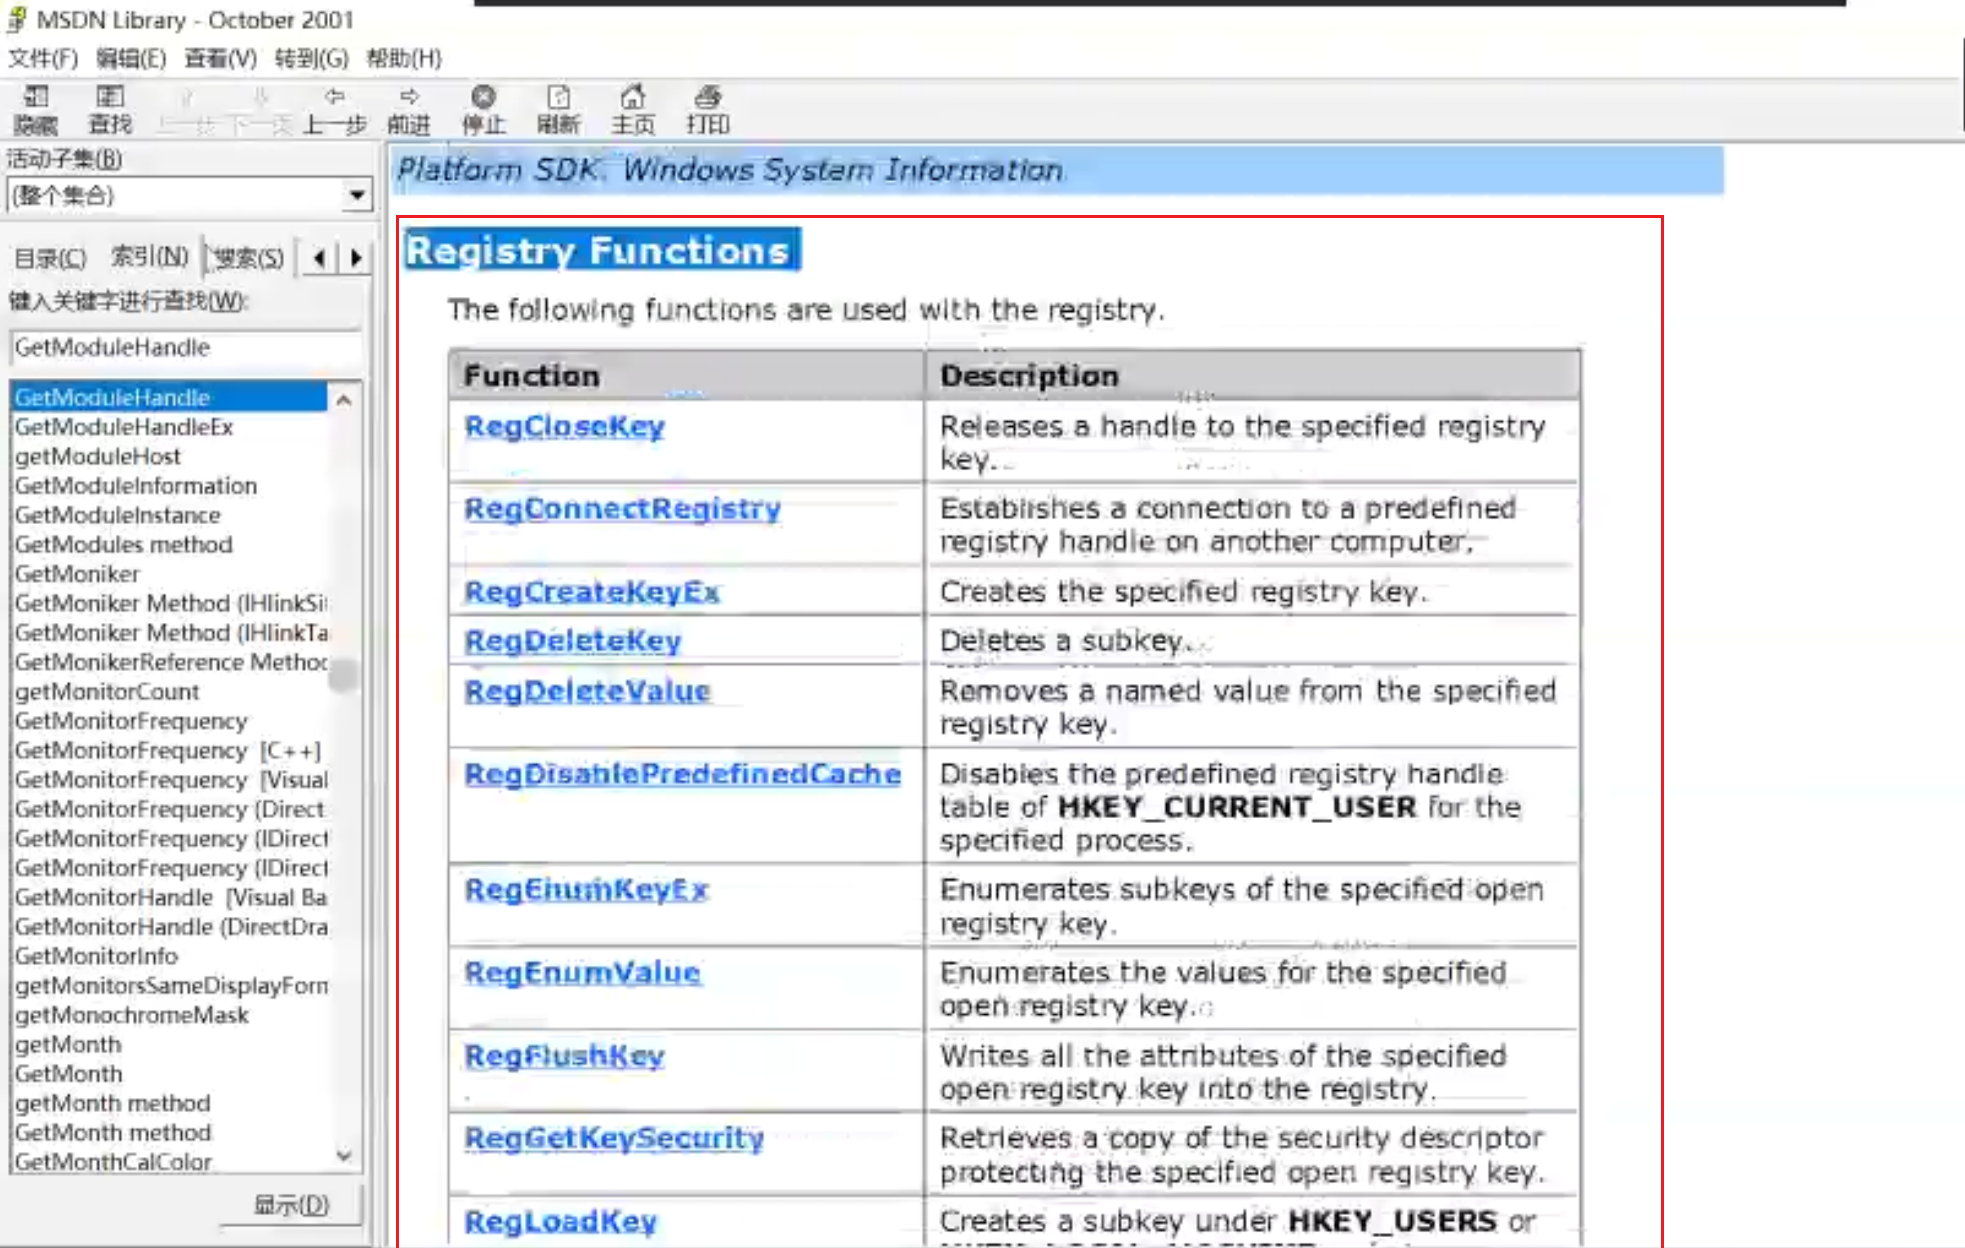 MSDN Library - October 2001
文件(F) 编辑(E) 查看(V) 转到(G) 帮助(H)
隐藏 查找 上一步 前进 停止 刷新 主页 打印
活动子集(B)
(整个集合)
目录(C) 索引(N) 搜索(S)
键入关键字进行查找(W):
GetModuleHandle
GetModuleHandle
GetModuleHandleEx
getModuleHost
GetModuleInformation
GetModuleInstance
GetModules method
GetMoniker
GetMoniker Method (IHlinkSi
GetMoniker Method (IHlinkTa
GetMonikerReference Method
getMonitorCount
GetMonitorFrequency
GetMonitorFrequency [C++]
GetMonitorFrequency [Visual
GetMonitorFrequency (Direct
GetMonitorFrequency (IDirect
GetMonitorFrequency (IDirect
GetMonitorHandle [Visual Ba
GetMonitorHandle (DirectDra
GetMonitorInfo
getMonitorsSameDisplayForm
getMonochromeMask
getMonth
GetMonth
getMonth method
GetMonth method
GetMonthCalColor
显示(D)
Platform SDK: Windows System Information
Registry Functions
The following functions are used with the registry.
Function Description
RegCloseKey Releases a handle to the specified registry
key.
RegConnectRegistry Establishes a connection to a predefined
registry handle on another computer.
RegCreateKeyEx Creates the specified registry key.
RegDeleteKey Deletes a subkey.
RegDeleteValue Removes a named value from the specified
registry key.
RegDisablePredefinedCache Disables the predefined registry handle
table of HKEY_CURRENT_USER for the
specified process.
RegEnumKeyEx Enumerates subkeys of the specified open
registry key.
RegEnumValue Enumerates the values for the specified
open registry key.
RegFlushKey Writes all the attributes of the specified
open registry key into the registry.
RegGetKeySecurity Retrieves a copy of the security descriptor
protecting the specified open registry key.
RegLoadKey Creates a subkey under HKEY_USERS or